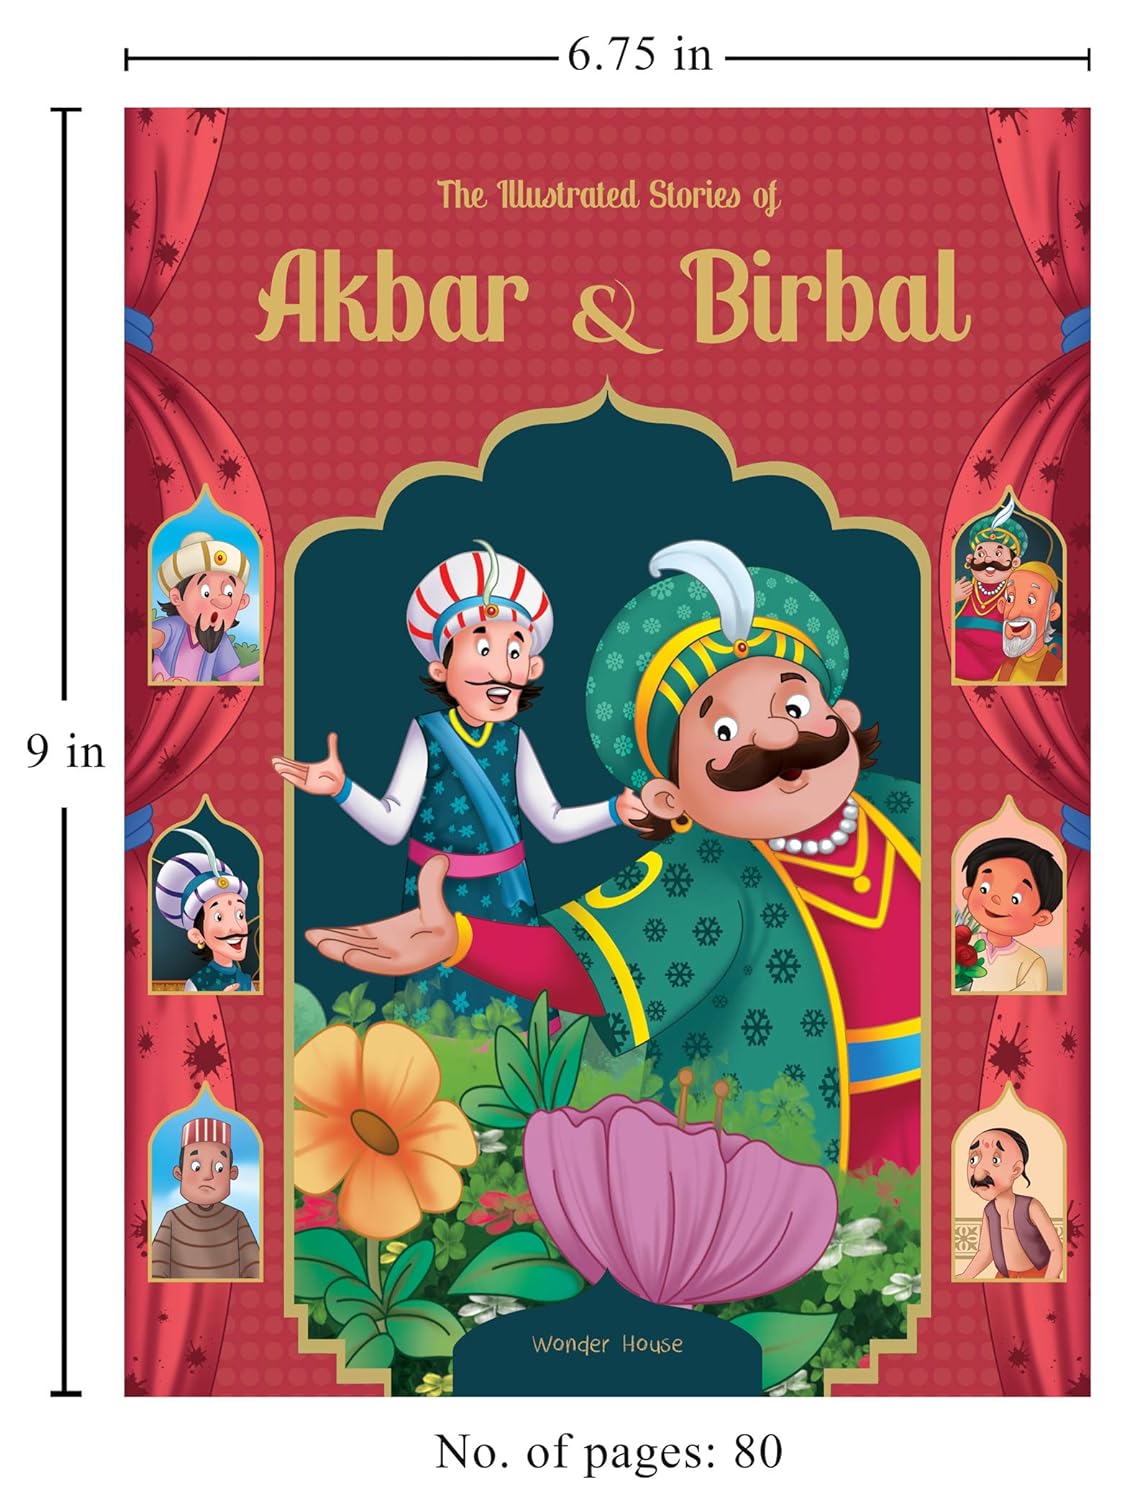 6.75 in
The Illustrated Stories of
Akbar & Birbal
9 in
Wonder House
No. of pages: 80